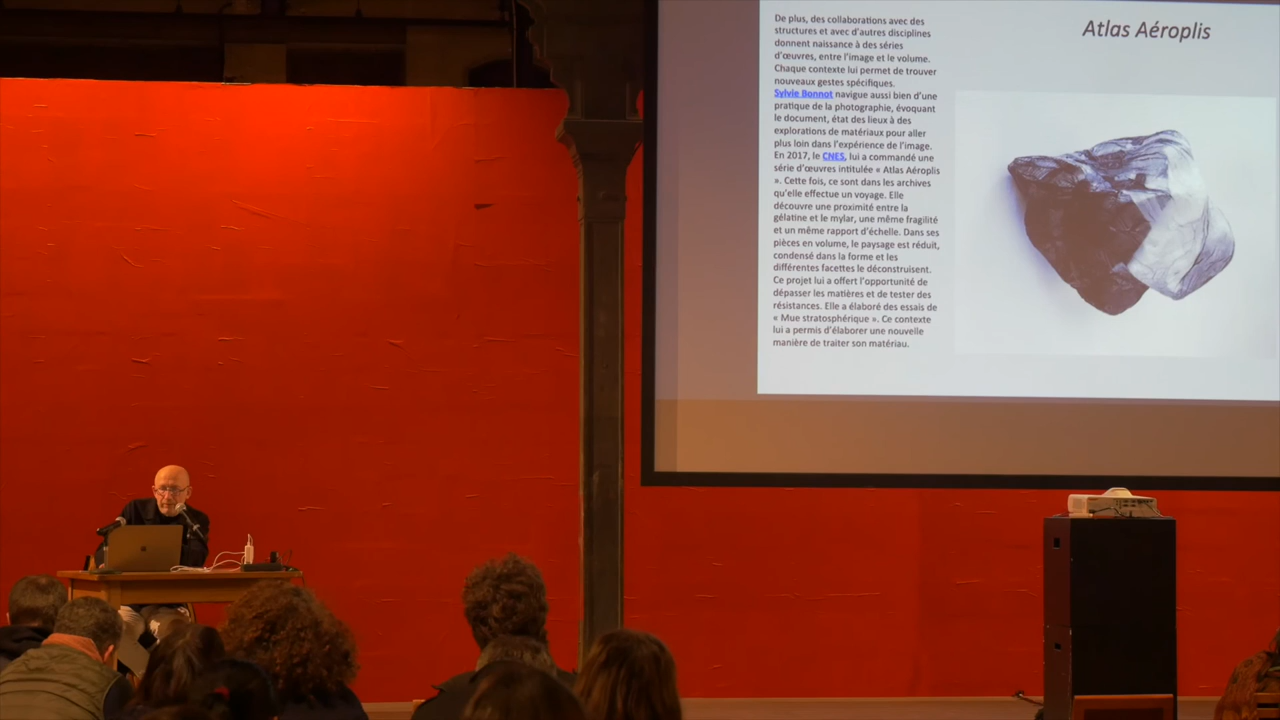 De plus, des collaborations avec des
structures et avec d'autres disciplines
donnent naissance à des séries
d'œuvres, entre l'image et le volume.
Chaque contexte lui permet de trouver
nouveaux gestes spécifiques.
Sylvie Bonnot navigue aussi bien d'une
pratique de la photographie, évoquant
le document, état des lieux à des
explorations de matériaux pour aller
plus loin dans l'expérience de l'image.
En 2017, le CNES, lui a commandé une
série d'œuvres intitulée « Atlas Aéroplis
». Cette fois, ce sont dans les archives
qu'elle effectue un voyage. Elle
découvre une proximité entre la
gélatine et le mylar, une même fragilité
et un même rapport d'échelle. Dans ses
pièces en volume, le paysage est réduit,
condensé dans la forme et les
différentes facettes le déconstruisent.
Ce projet lui a offert l'opportunité de
dépasser les matières et de tester des
résistances. Elle a élaboré des essais de
« Mue stratosphérique ». Ce contexte
lui a permis d'élaborer une nouvelle
manière de traiter son matériau.
Atlas Aéroplis